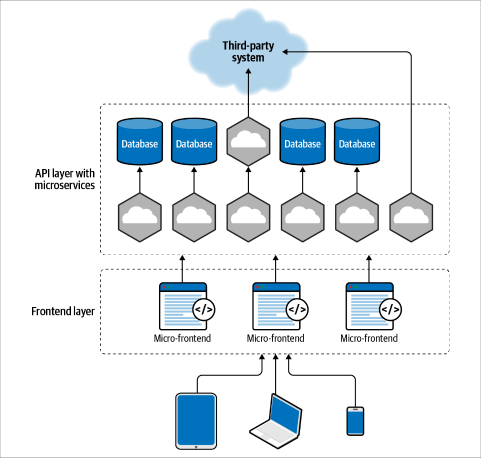 Third-party
system
Database
Database
Database
Database
API layer with
microservices
</>
</>
</>
Frontend layer
Micro-frontend
Micro-frontend
Micro-frontend